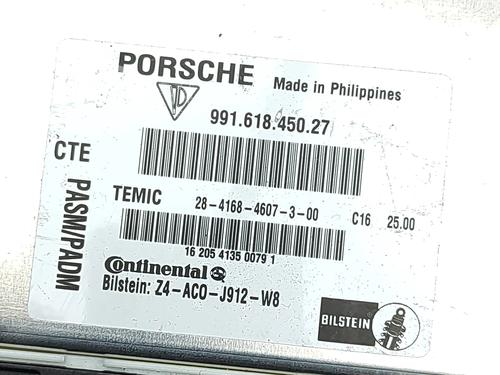 PORSCHE Made in Philippines
991.618.450.27
CTE
PASM/PADM
TEMIC 28-4168-4607-3-00 C16 25.00
16 205 4135 0079 1
Continental
Bilstein: Z4-ACO-J912-W8
BILSTEIN